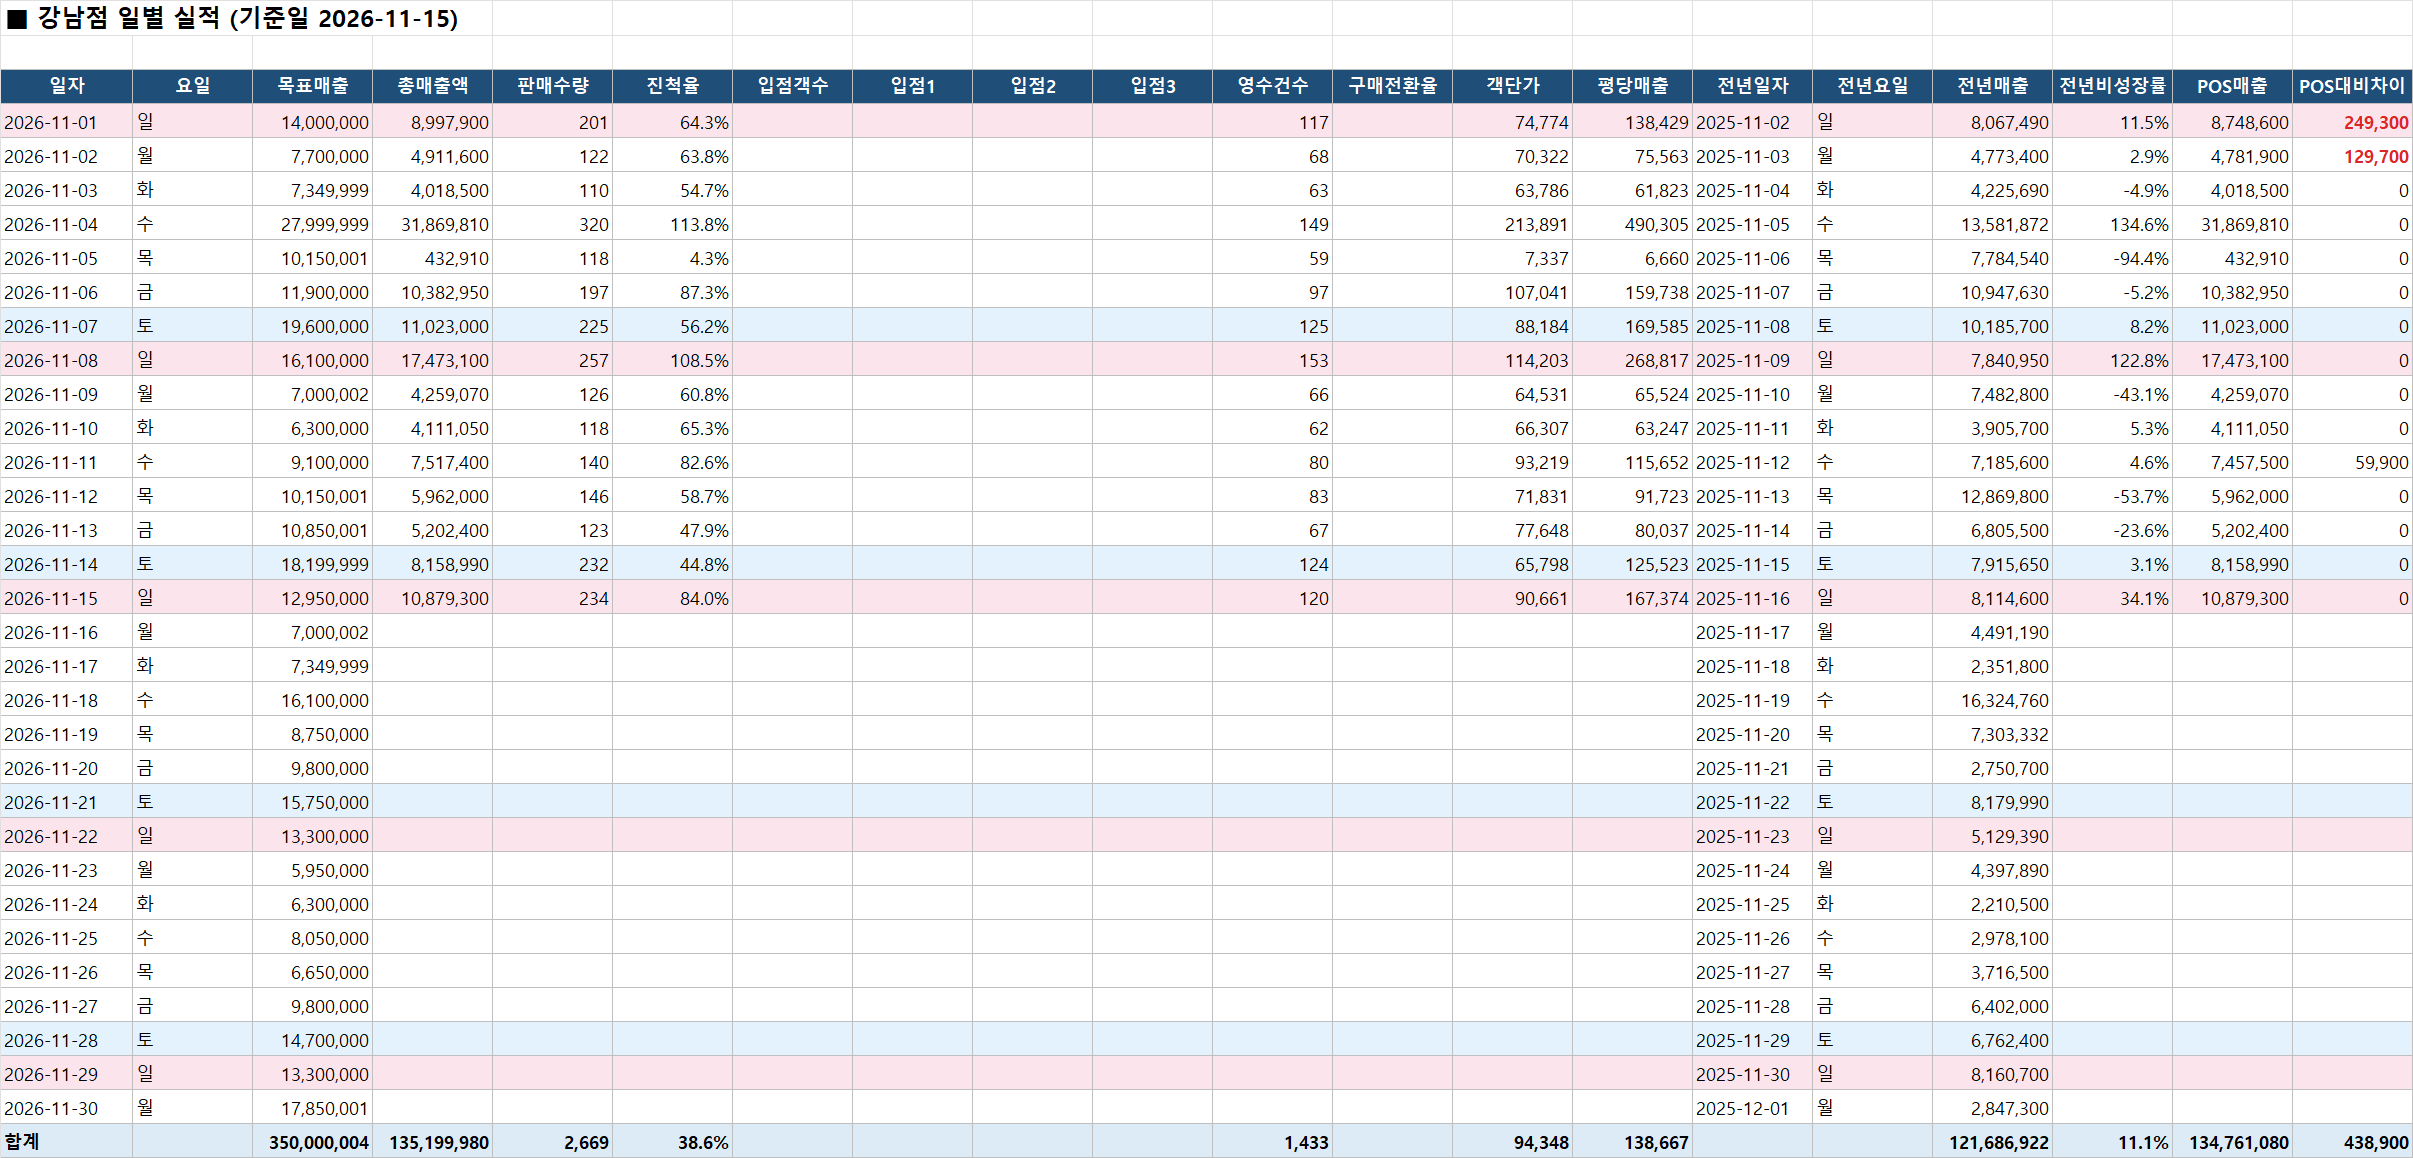 ■ 강남점 일별 실적 (기준일 2026-11-15)
일자 요일 목표매출 총매출액 판매수량 진척율 입점객수 입점1 입점2 입점3 영수건수 구매전환율 객단가 평당매출 전년일자 전년요일 전년매출 전년비성장률 POS매출 POS대비차이
2026-11-01 일 14,000,000 8,997,900 201 64.3% 117 74,774 138,429 2025-11-02 일 8,067,490 11.5% 8,748,600 249,300
2026-11-02 월 7,700,000 4,911,600 122 63.8% 68 70,322 75,563 2025-11-03 월 4,773,400 2.9% 4,781,900 129,700
2026-11-03 화 7,349,999 4,018,500 110 54.7% 63 63,786 61,823 2025-11-04 화 4,225,690 -4.9% 4,018,500 0
2026-11-04 수 27,999,999 31,869,810 320 113.8% 149 213,891 490,305 2025-11-05 수 13,581,872 134.6% 31,869,810 0
2026-11-05 목 10,150,001 432,910 118 4.3% 59 7,337 6,660 2025-11-06 목 7,784,540 -94.4% 432,910 0
2026-11-06 금 11,900,000 10,382,950 197 87.3% 97 107,041 159,738 2025-11-07 금 10,947,630 -5.2% 10,382,950 0
2026-11-07 토 19,600,000 11,023,000 225 56.2% 125 88,184 169,585 2025-11-08 토 10,185,700 8.2% 11,023,000 0
2026-11-08 일 16,100,000 17,473,100 257 108.5% 153 114,203 268,817 2025-11-09 일 7,840,950 122.8% 17,473,100 0
2026-11-09 월 7,000,002 4,259,070 126 60.8% 66 64,531 65,524 2025-11-10 월 7,482,800 -43.1% 4,259,070 0
2026-11-10 화 6,300,000 4,111,050 118 65.3% 62 66,307 63,247 2025-11-11 화 3,905,700 5.3% 4,111,050 0
2026-11-11 수 9,100,000 7,517,400 140 82.6% 80 93,219 115,652 2025-11-12 수 7,185,600 4.6% 7,457,500 59,900
2026-11-12 목 10,150,001 5,962,000 146 58.7% 83 71,831 91,723 2025-11-13 목 12,869,800 -53.7% 5,962,000 0
2026-11-13 금 10,850,001 5,202,400 123 47.9% 67 77,648 80,037 2025-11-14 금 6,805,500 -23.6% 5,202,400 0
2026-11-14 토 18,199,999 8,158,990 232 44.8% 124 65,798 125,523 2025-11-15 토 7,915,650 3.1% 8,158,990 0
2026-11-15 일 12,950,000 10,879,300 234 84.0% 120 90,661 167,374 2025-11-16 일 8,114,600 34.1% 10,879,300 0
2026-11-16 월 7,000,002 2025-11-17 월 4,491,190
2026-11-17 화 7,349,999 2025-11-18 화 2,351,800
2026-11-18 수 16,100,000 2025-11-19 수 16,324,760
2026-11-19 목 8,750,000 2025-11-20 목 7,303,332
2026-11-20 금 9,800,000 2025-11-21 금 2,750,700
2026-11-21 토 15,750,000 2025-11-22 토 8,179,990
2026-11-22 일 13,300,000 2025-11-23 일 5,129,390
2026-11-23 월 5,950,000 2025-11-24 월 4,397,890
2026-11-24 화 6,300,000 2025-11-25 화 2,210,500
2026-11-25 수 8,050,000 2025-11-26 수 2,978,100
2026-11-26 목 6,650,000 2025-11-27 목 3,716,500
2026-11-27 금 9,800,000 2025-11-28 금 6,402,000
2026-11-28 토 14,700,000 2025-11-29 토 6,762,400
2026-11-29 일 13,300,000 2025-11-30 일 8,160,700
2026-11-30 월 17,850,001 2025-12-01 월 2,847,300
합계 350,000,004 135,199,980 2,669 38.6% 1,433 94,348 138,667 121,686,922 11.1% 134,761,080 438,900